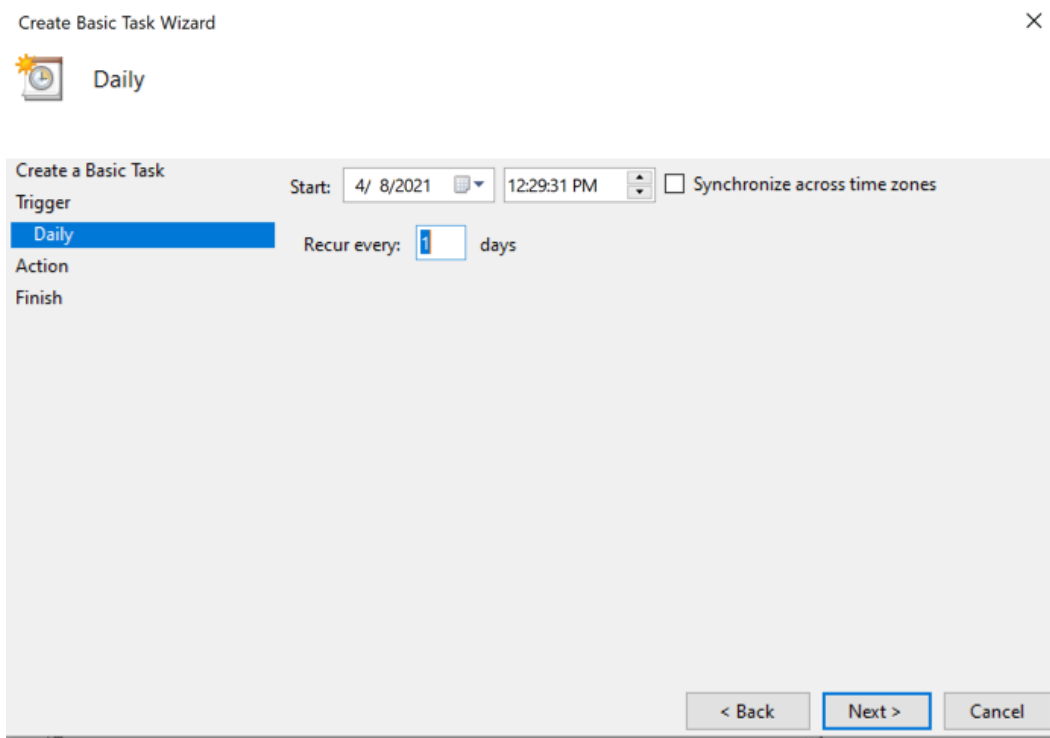 Create Basic Task Wizard
Daily
Create a Basic Task
Start: 4/ 8/2021 12:29:31 PM Synchronize across time zones
Trigger
Daily
Recur every: 1 days
Action
Finish
< Back Next > Cancel